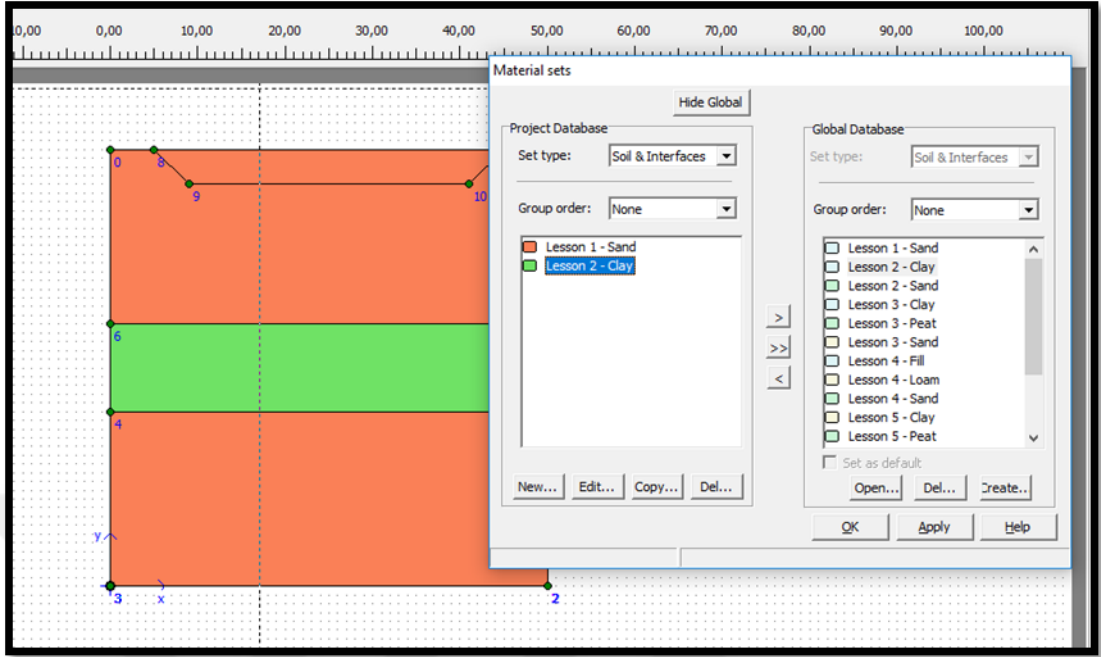 0,00 0,00 10,00 20,00 30,00 40,00 50,00 60,00 70,00 80,00 90,00 100,00
Material sets
Hide Global
Project Database
Set type: Soil & Interfaces
Group order: None
Lesson 1 - Sand
Lesson 2 - Clay
New... Edit... Copy... Del...
>
>>
<
Global Database
Set type: Soil & Interfaces
Group order: None
Lesson 1 - Sand
Lesson 2 - Clay
Lesson 2 - Sand
Lesson 3 - Clay
Lesson 3 - Peat
Lesson 3 - Sand
Lesson 4 - Fill
Lesson 4 - Loam
Lesson 4 - Sand
Lesson 5 - Clay
Lesson 5 - Peat
Set as default
Open... Del... Create..
OK Apply Help
0 8
9 10
6
4
y
3 x 2